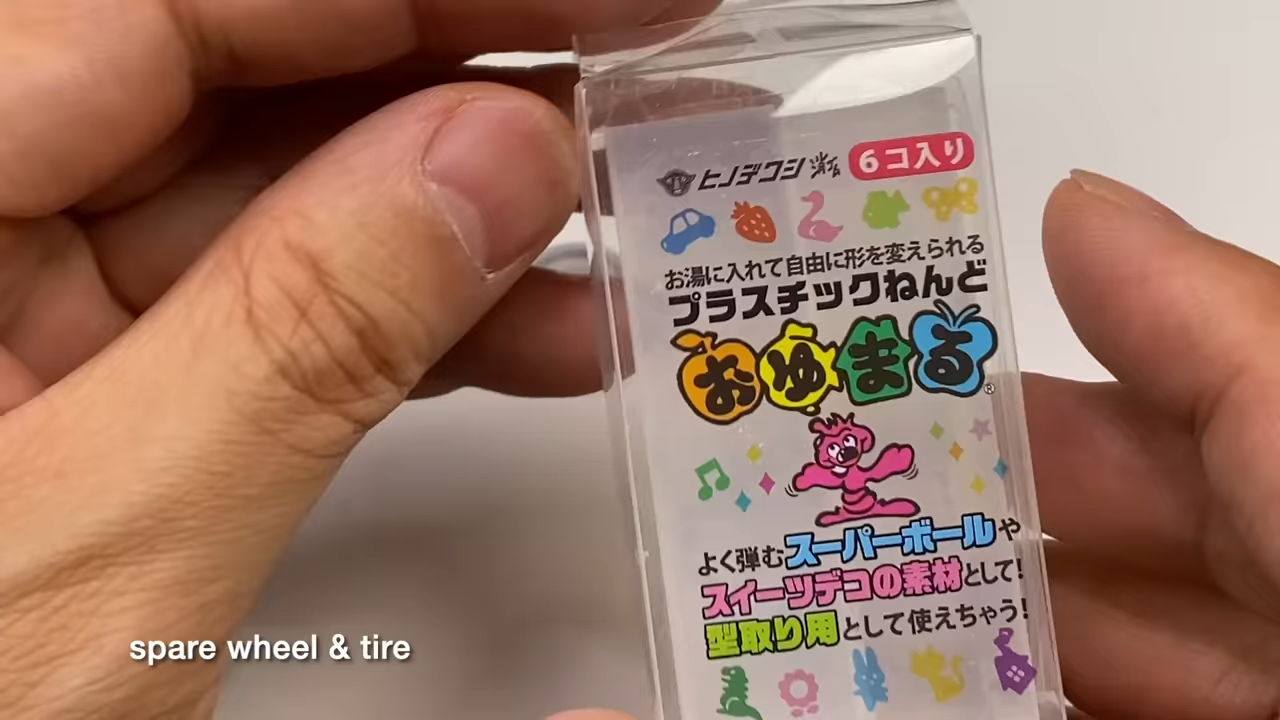 ヒノデワシ 消ゴム
6コ入り
お湯に入れて自由に形を変えられる
プラスチックねんど
おゆまる®
よく弾むスーパーボールや
スイーツデコの素材として!
型取り用として使えちゃう!
spare wheel & tire